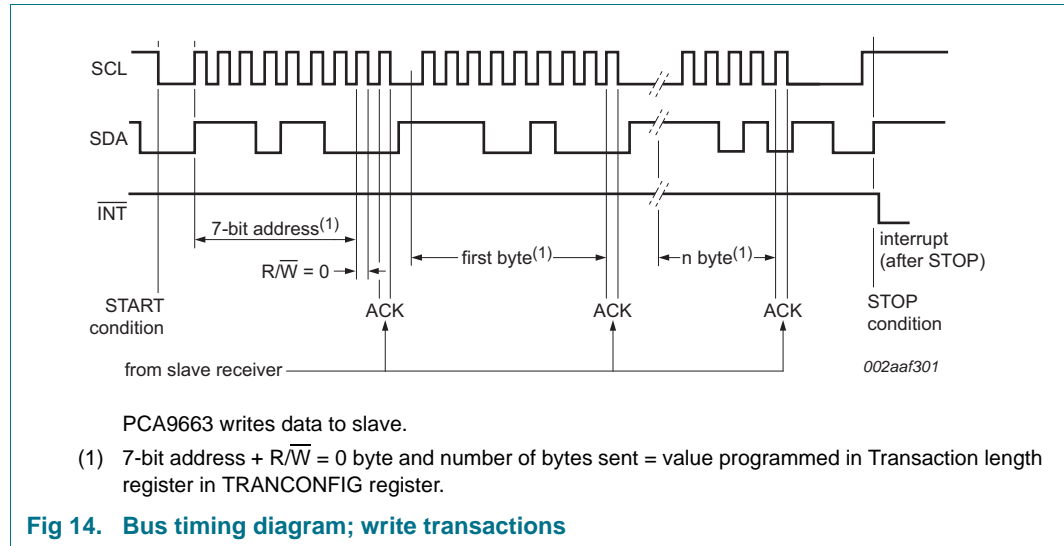 SCL
SDA
INT
7-bit address(1)
first byte(1)
n byte(1)
interrupt
(after STOP)
R/W = 0
START
condition
ACK
ACK
ACK
STOP
condition
from slave receiver
002aaf301
PCA9663 writes data to slave.
(1) 7-bit address + R/W = 0 byte and number of bytes sent = value programmed in Transaction length
register in TRANCONFIG register.
Fig 14. Bus timing diagram; write transactions